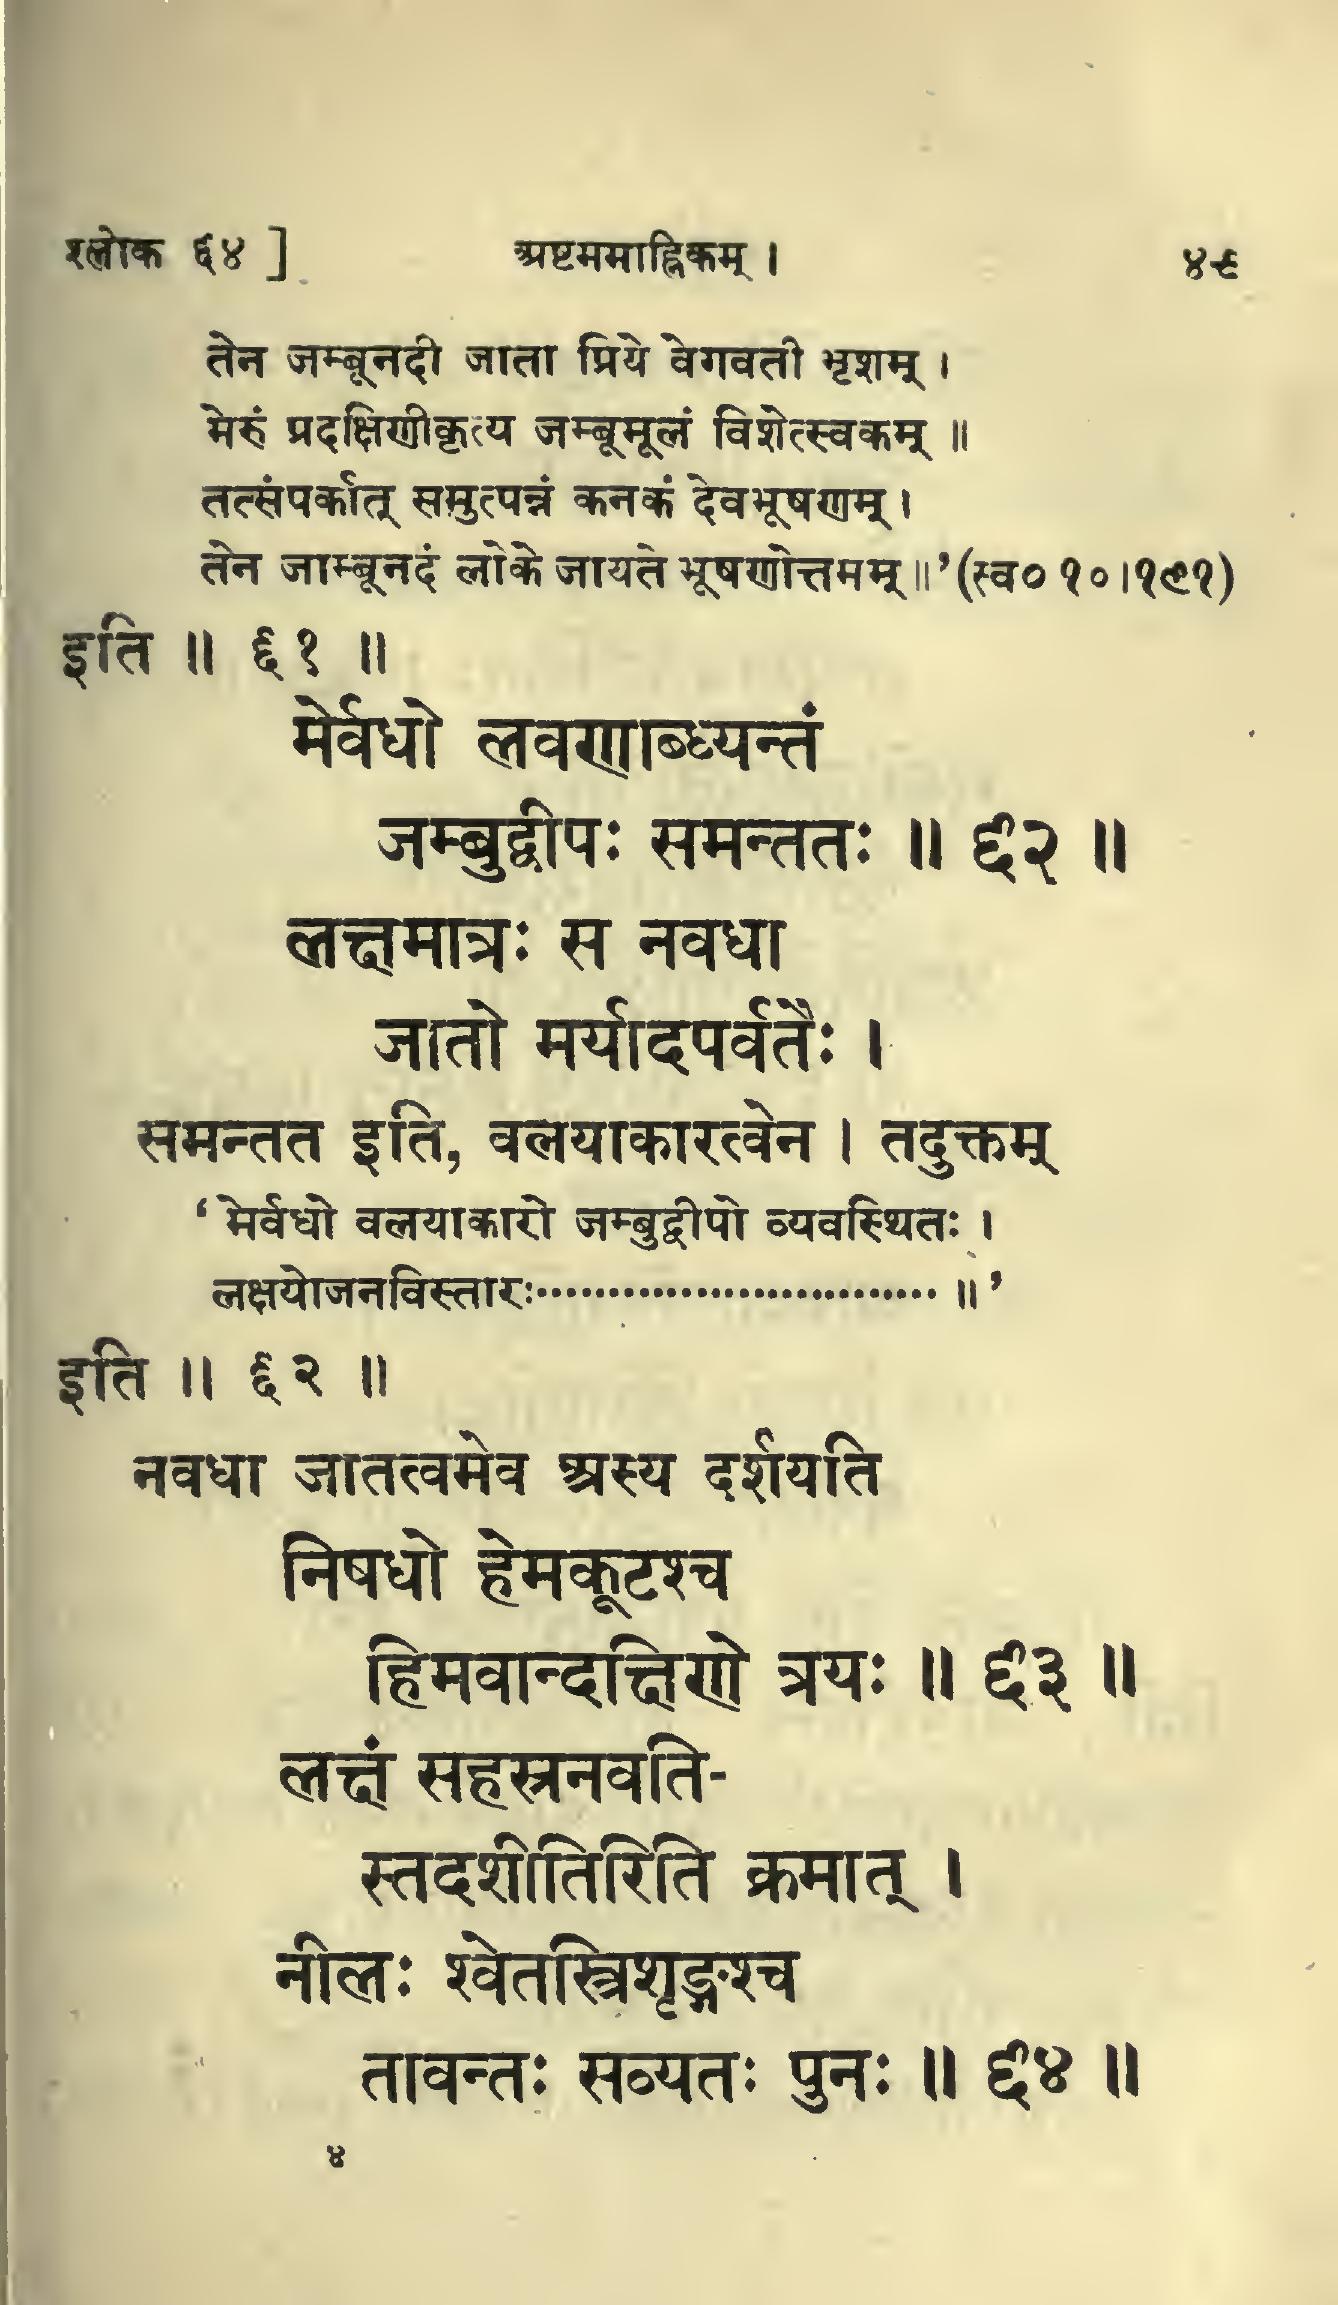 श्लोक ६४ ] अष्टममाह्निकम् । ४९
तेन जम्बूनदी जाता प्रिये वेगवती भृशम् ।
मेरुं प्रदक्षिणीकृत्य जम्बूमूलं विशेत्स्वकम् ॥
तत्संपर्कात् समुत्पन्नं कनकं देवभूषणम् ।
तेन जाम्बूनदं लोके जायते भूषणोत्तमम् ॥’ (स्व० १०।१९१)
इति ॥ ६१ ॥
मेर्वधो लवणाब्ध्यन्तं
जम्बुद्वीपः समन्ततः ॥ ६२ ॥
लक्षमात्रः स नवधा
जातो मर्यादपर्वतैः ।
समन्तत इति, वलयाकारत्वेन । तदुक्तम्
‘मेर्वधो वलयाकारो जम्बुद्वीपो व्यवस्थितः ।
लक्षयोजनविस्तारः............................ ॥’
इति ॥ ६२ ॥
नवधा जातत्वमेव अस्य दर्शयति
निषधो हेमकूटश्च
हिमवान्दक्षिणे त्रयः ॥ ६३ ॥
लक्षं सहस्रनवति-
स्तदशीतिरिति क्रमात् ।
नीलः श्वेतस्त्रिशृङ्गश्च
तावन्तः सव्यतः पुनः ॥ ६४ ॥
४